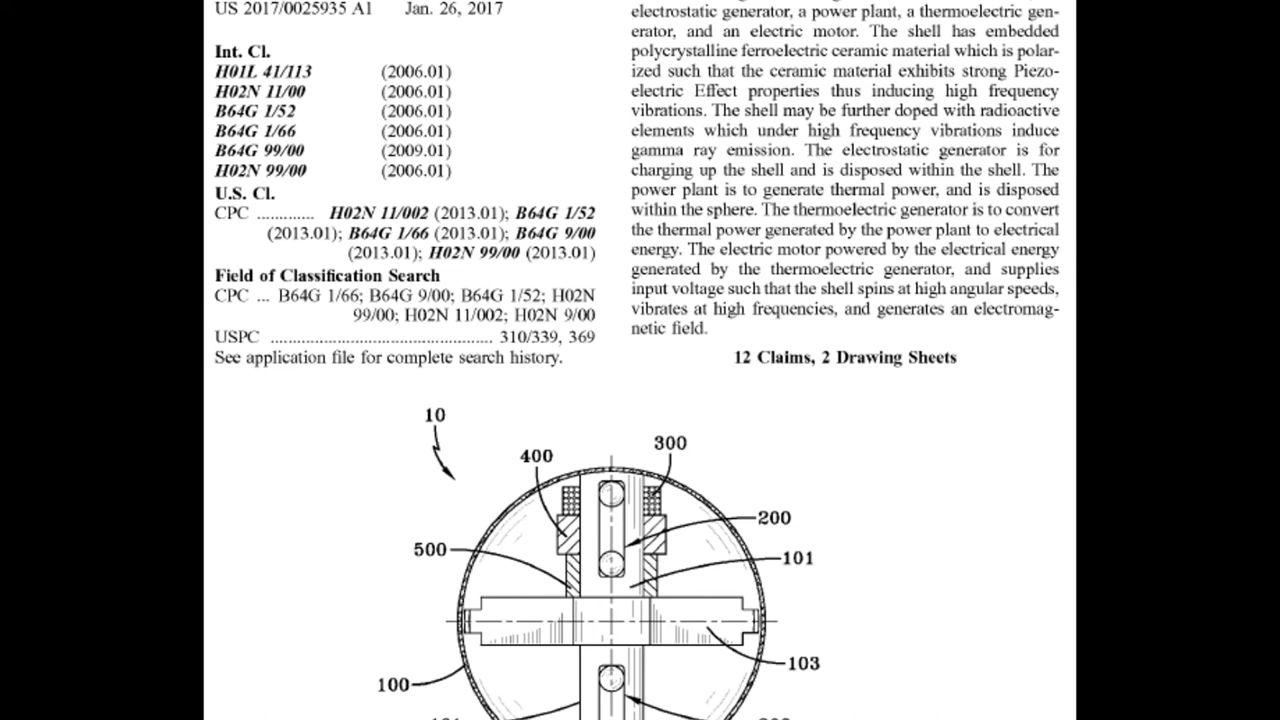 US 2017/0025935 A1 Jan. 26, 2017
Int. Cl.
H01L 41/113 (2006.01)
H02N 11/00 (2006.01)
B64G 1/52 (2006.01)
B64G 1/66 (2006.01)
B64G 99/00 (2009.01)
H02N 99/00 (2006.01)
U.S. Cl.
CPC ............. H02N 11/002 (2013.01); B64G 1/52
(2013.01); B64G 1/66 (2013.01); B64G 9/00
(2013.01); H02N 99/00 (2013.01)
Field of Classification Search
CPC ... B64G 1/66; B64G 9/00; B64G 1/52; H02N
99/00; H02N 11/002; H02N 9/00
USPC .................................................. 310/339, 369
See application file for complete search history.
electrostatic generator, a power plant, a thermoelectric gen-
erator, and an electric motor. The shell has embedded
polycrystalline ferroelectric ceramic material which is polar-
ized such that the ceramic material exhibits strong Piezo-
electric Effect properties thus inducing high frequency
vibrations. The shell may be further doped with radioactive
elements which under high frequency vibrations induce
gamma ray emission. The electrostatic generator is for
charging up the shell and is disposed within the shell. The
power plant is to generate thermal power, and is disposed
within the sphere. The thermoelectric generator is to convert
the thermal power generated by the power plant to electrical
energy. The electric motor powered by the electrical energy
generated by the thermoelectric generator, and supplies
input voltage such that the shell spins at high angular speeds,
vibrates at high frequencies, and generates an electromag-
netic field.
12 Claims, 2 Drawing Sheets
10
400
300
200
500
101
103
100